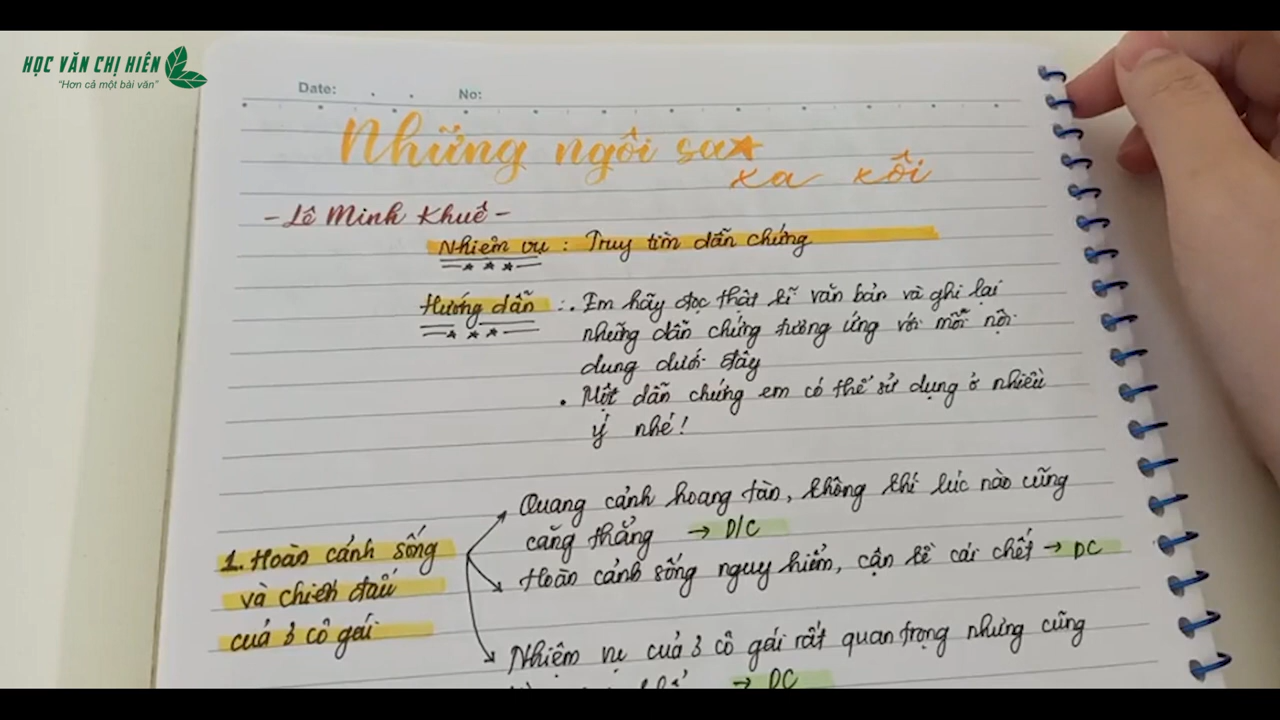 HỌC VĂN CHỊ HIÊN
"Hơn cả một bài văn"
Date: . .
No:
Những ngôi sao
xa xôi
- Lê Minh Khuê -
Nhiệm vụ : Truy tìm dẫn chứng
Hướng dẫn : . Em hãy đọc thật kĩ văn bản và ghi lại
những dẫn chứng tương ứng với mỗi nội
dung dưới đây
. Một dẫn chứng em có thể sử dụng ở nhiều
ý nhé!
1. Hoàn cảnh sống
và chiến đấu
của 3 cô gái
Quang cảnh hoang tàn, không khí lúc nào cũng
căng thẳng → D/C
Hoàn cảnh sống nguy hiểm, cận kề cái chết → DC
Nhiệm vụ của 3 cô gái rất quan trọng nhưng cũng
→ DC